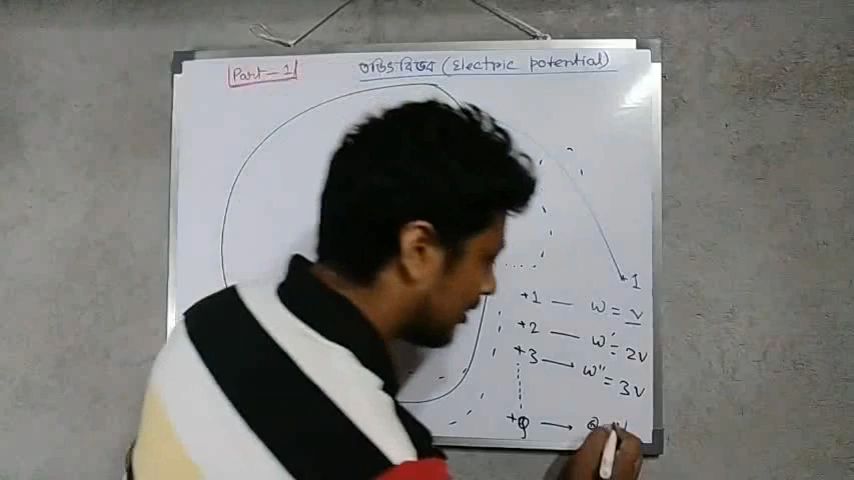 Part-1
তড়িৎ-বিভব (Electric potential)
1
+1 — W = V
+2 — W' = 2V
+3 → W'' = 3V
+Q →